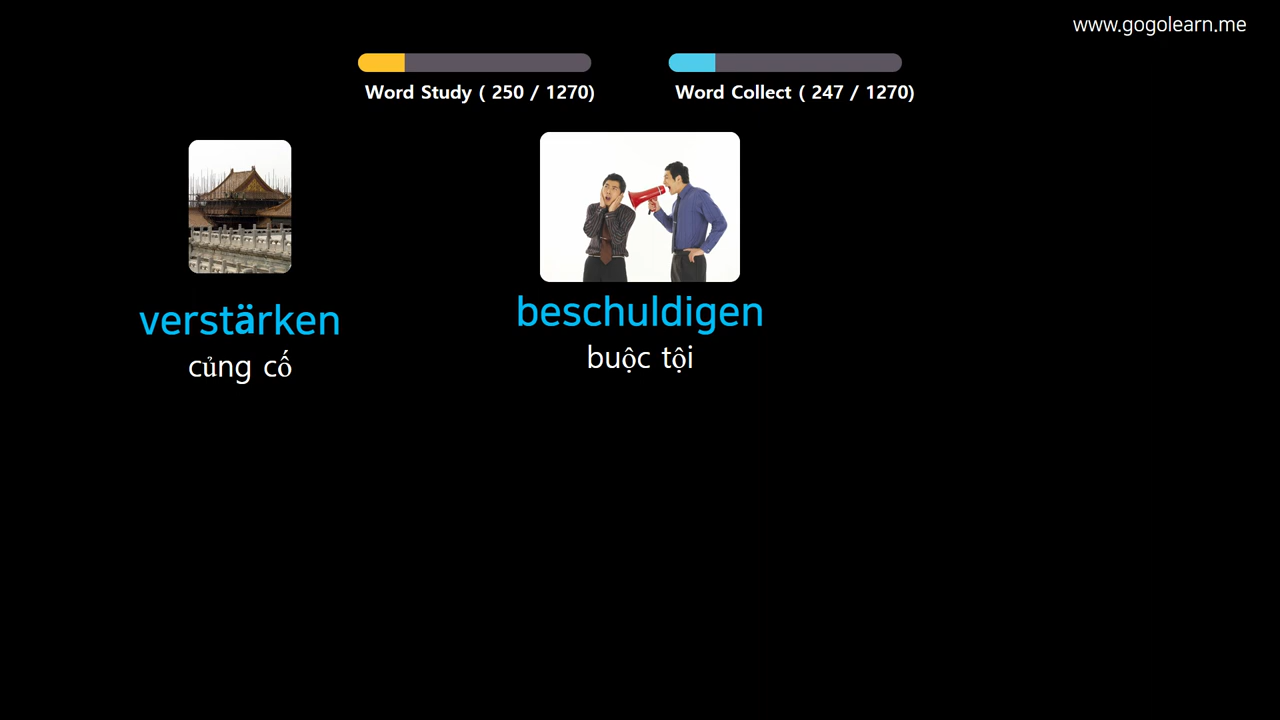 www.gogolearn.me
Word Study ( 250 / 1270)
Word Collect ( 247 / 1270)
verstärken
củng cố
beschuldigen
buộc tội